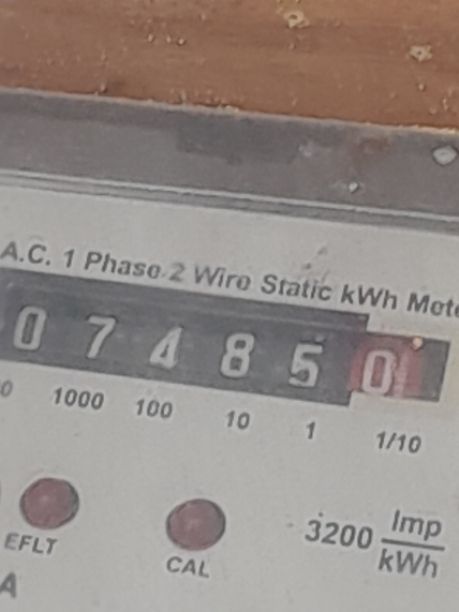 A.C. 1 Phase 2 Wire Static kWh Mete
0 7 4 8 5 0
0 1000 100 10 1 1/10
3200 Imp/kWh
EFLT CAL
A